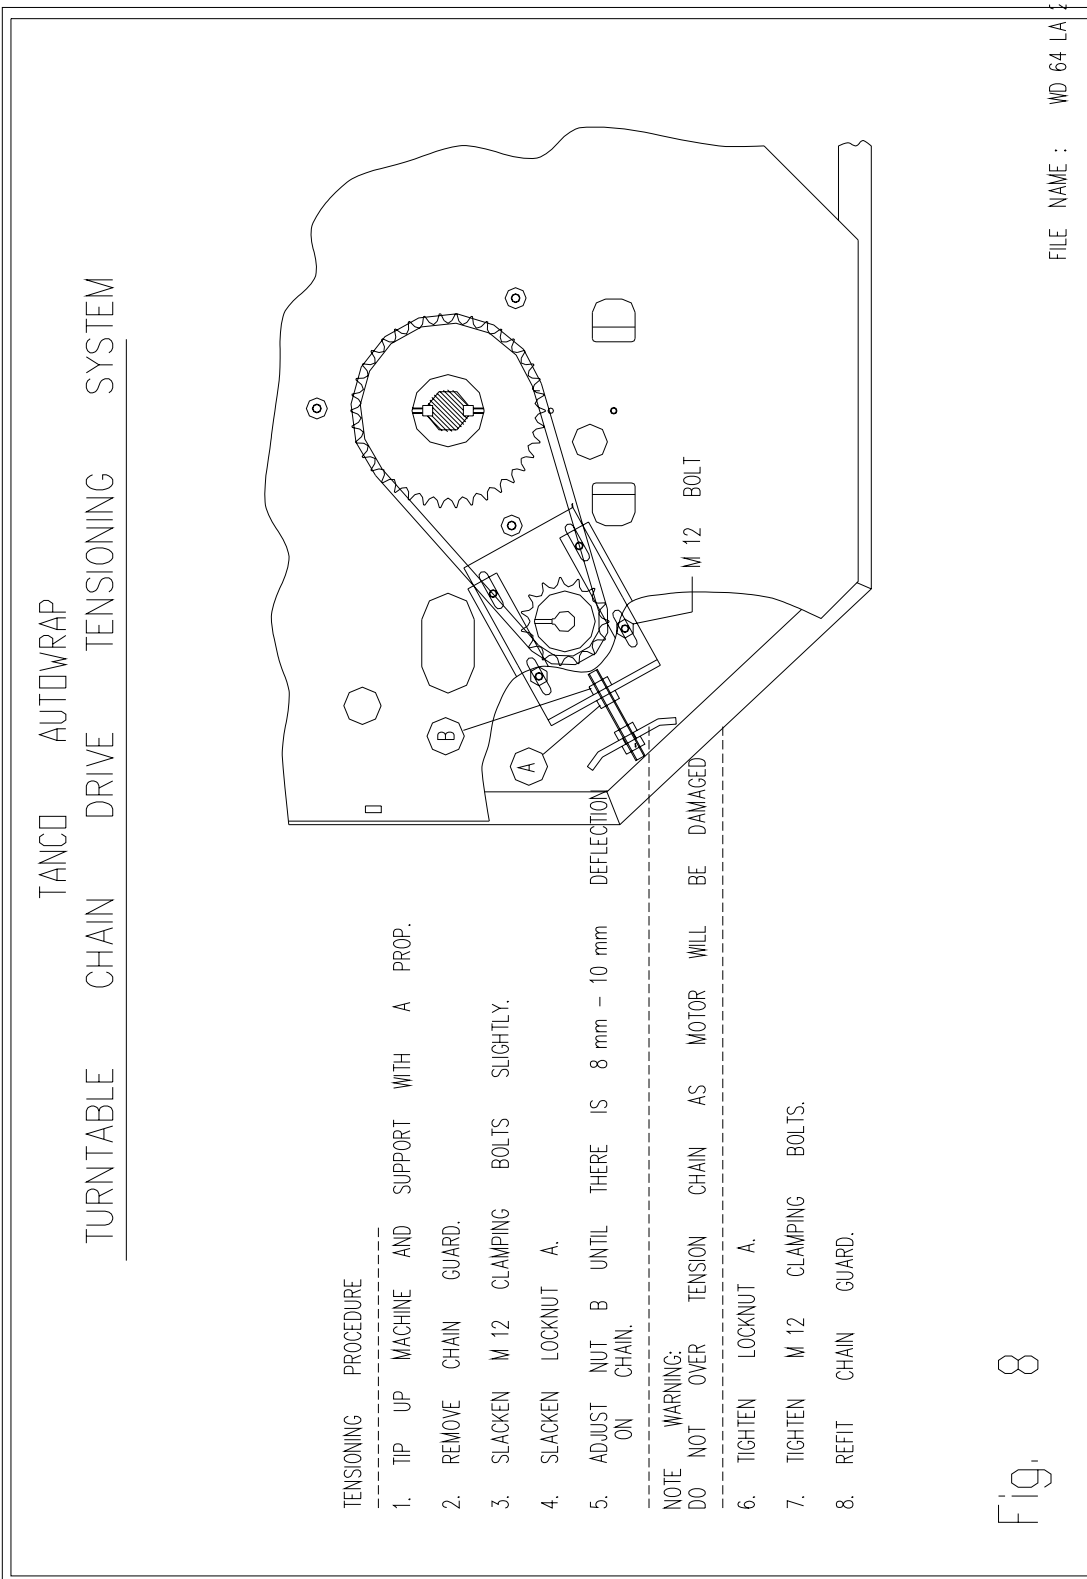 TANCO AUTOWRAP
TURNTABLE CHAIN DRIVE TENSIONING SYSTEM
TENSIONING PROCEDURE
1. TIP UP MACHINE AND SUPPORT WITH A PROP.
2. REMOVE CHAIN GUARD.
3. SLACKEN M 12 CLAMPING BOLTS SLIGHTLY.
4. SLACKEN LOCKNUT A.
5. ADJUST NUT B UNTIL THERE IS 8 mm - 10 mm DEFLECTION
ON CHAIN.
NOTE WARNING:
DO NOT OVER TENSION CHAIN AS MOTOR WILL BE DAMAGED
6. TIGHTEN LOCKNUT A.
7. TIGHTEN M 12 CLAMPING BOLTS.
8. REFIT CHAIN GUARD.
B
A
M 12 BOLT
Fig. 8
FILE NAME : WD 64 LA